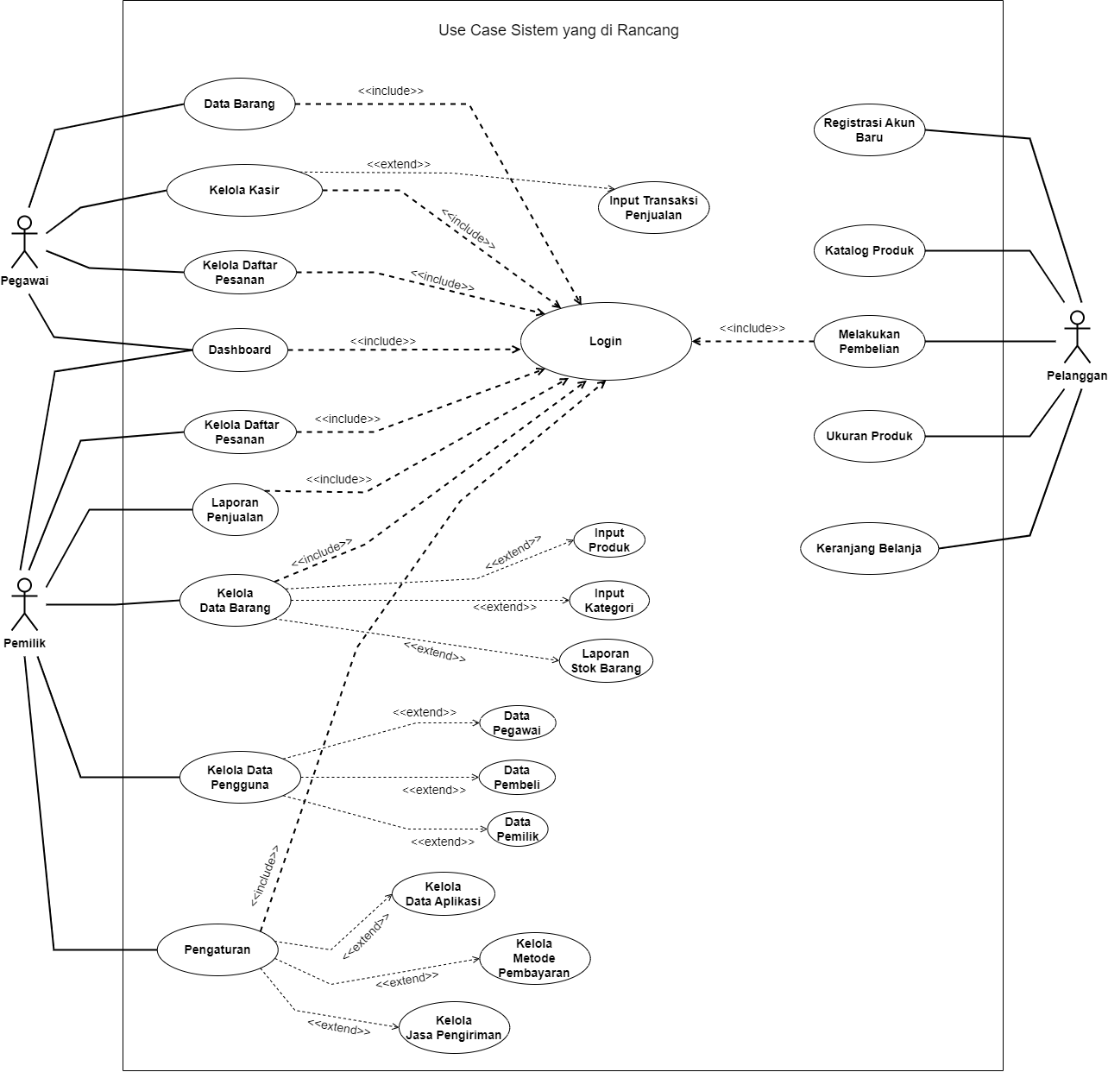 Use Case Sistem yang di Rancang
Data Barang
<<include>>
Registrasi Akun
Baru
<<extend>>
Kelola Kasir
Input Transaksi
Penjualan
<<include>>
Pegawai
Kelola Daftar
Pesanan
<<include>>
Katalog Produk
Dashboard
<<include>>
Login
<<include>>
Melakukan
Pembelian
Pelanggan
Kelola Daftar
Pesanan
<<include>>
Ukuran Produk
Laporan
Penjualan
<<include>>
Keranjang Belanja
<<include>>
<<extend>>
Input
Produk
Kelola
Data Barang
<<extend>>
Input
Kategori
Pemilik
<<extend>>
Laporan
Stok Barang
<<extend>>
Data
Pegawai
Kelola Data
Pengguna
<<extend>>
Data
Pembeli
<<extend>>
Data
Pemilik
<<include>>
Kelola
Data Aplikasi
Pengaturan
<<extend>>
Kelola
Metode
Pembayaran
<<extend>>
<<extend>>
Kelola
Jasa Pengiriman